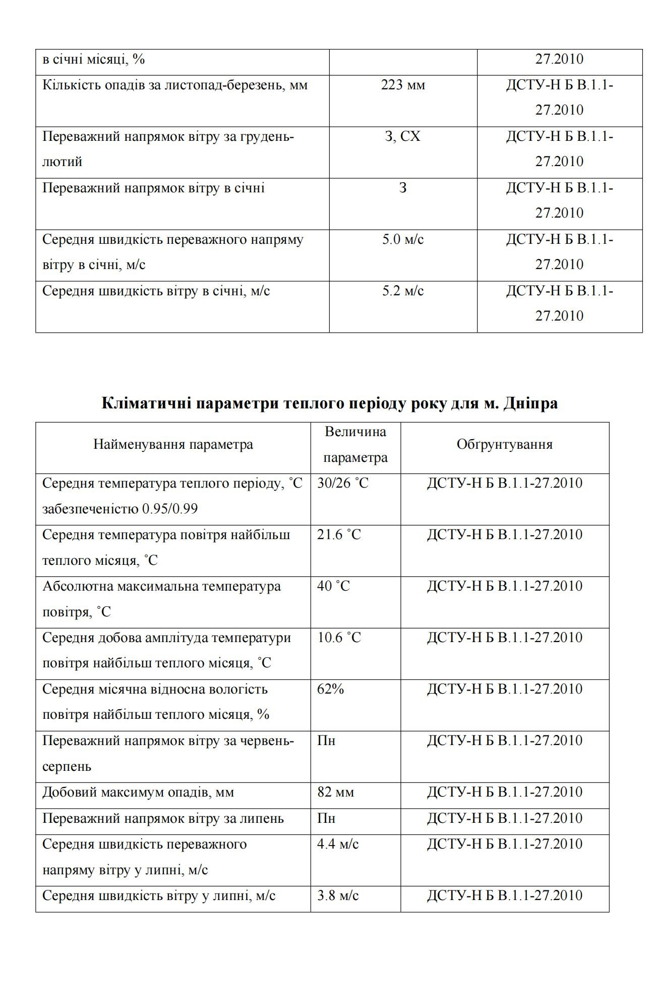 в січні місяці, % 27.2010
Кількість опадів за листопад-березень, мм 223 мм ДСТУ-Н Б В.1.1-
27.2010
Переважний напрямок вітру за грудень- З, СХ ДСТУ-Н Б В.1.1-
лютий 27.2010
Переважний напрямок вітру в січні З ДСТУ-Н Б В.1.1-
27.2010
Середня швидкість переважного напряму 5.0 м/с ДСТУ-Н Б В.1.1-
вітру в січні, м/с 27.2010
Середня швидкість вітру в січні, м/с 5.2 м/с ДСТУ-Н Б В.1.1-
27.2010
Кліматичні параметри теплого періоду року для м. Дніпра
Найменування параметра Величина Обґрунтування
параметра
Середня температура теплого періоду, ˚С 30/26 ˚С ДСТУ-Н Б В.1.1-27.2010
забезпеченістю 0.95/0.99
Середня температура повітря найбільш 21.6 ˚С ДСТУ-Н Б В.1.1-27.2010
теплого місяця, ˚С
Абсолютна максимальна температура 40 ˚С ДСТУ-Н Б В.1.1-27.2010
повітря, ˚С
Середня добова амплітуда температури 10.6 ˚С ДСТУ-Н Б В.1.1-27.2010
повітря найбільш теплого місяця, ˚С
Середня місячна відносна вологість 62% ДСТУ-Н Б В.1.1-27.2010
повітря найбільш теплого місяця, %
Переважний напрямок вітру за червень- Пн ДСТУ-Н Б В.1.1-27.2010
серпень
Добовий максимум опадів, мм 82 мм ДСТУ-Н Б В.1.1-27.2010
Переважний напрямок вітру за липень Пн ДСТУ-Н Б В.1.1-27.2010
Середня швидкість переважного 4.4 м/с ДСТУ-Н Б В.1.1-27.2010
напряму вітру у липні, м/с
Середня швидкість вітру у липні, м/с 3.8 м/с ДСТУ-Н Б В.1.1-27.2010